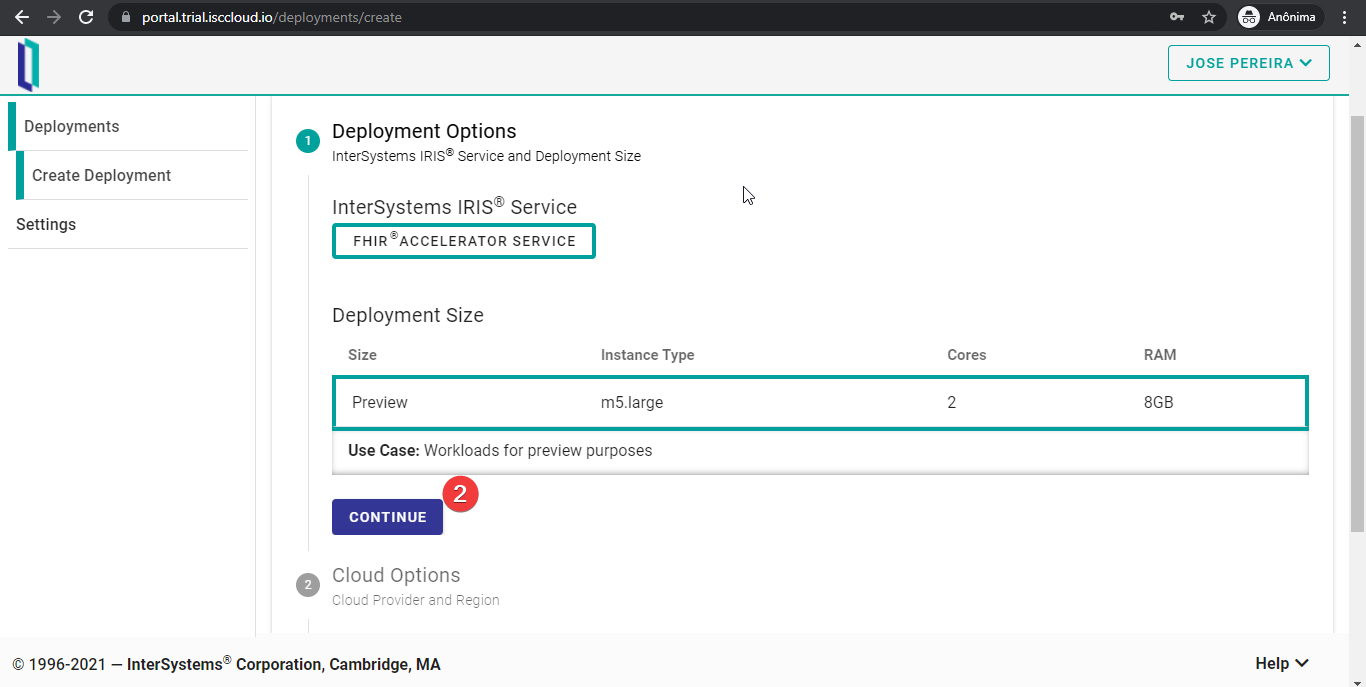 portal.trial.isccloud.io/deployments/create
Anônima
JOSE PEREIRA
Deployments
Create Deployment
Settings
1
Deployment Options
InterSystems IRIS® Service and Deployment Size
InterSystems IRIS® Service
FHIR®ACCELERATOR SERVICE
Deployment Size
Size Instance Type Cores RAM
Preview m5.large 2 8GB
Use Case: Workloads for preview purposes
2
CONTINUE
2
Cloud Options
Cloud Provider and Region
© 1996-2021 — InterSystems® Corporation, Cambridge, MA
Help